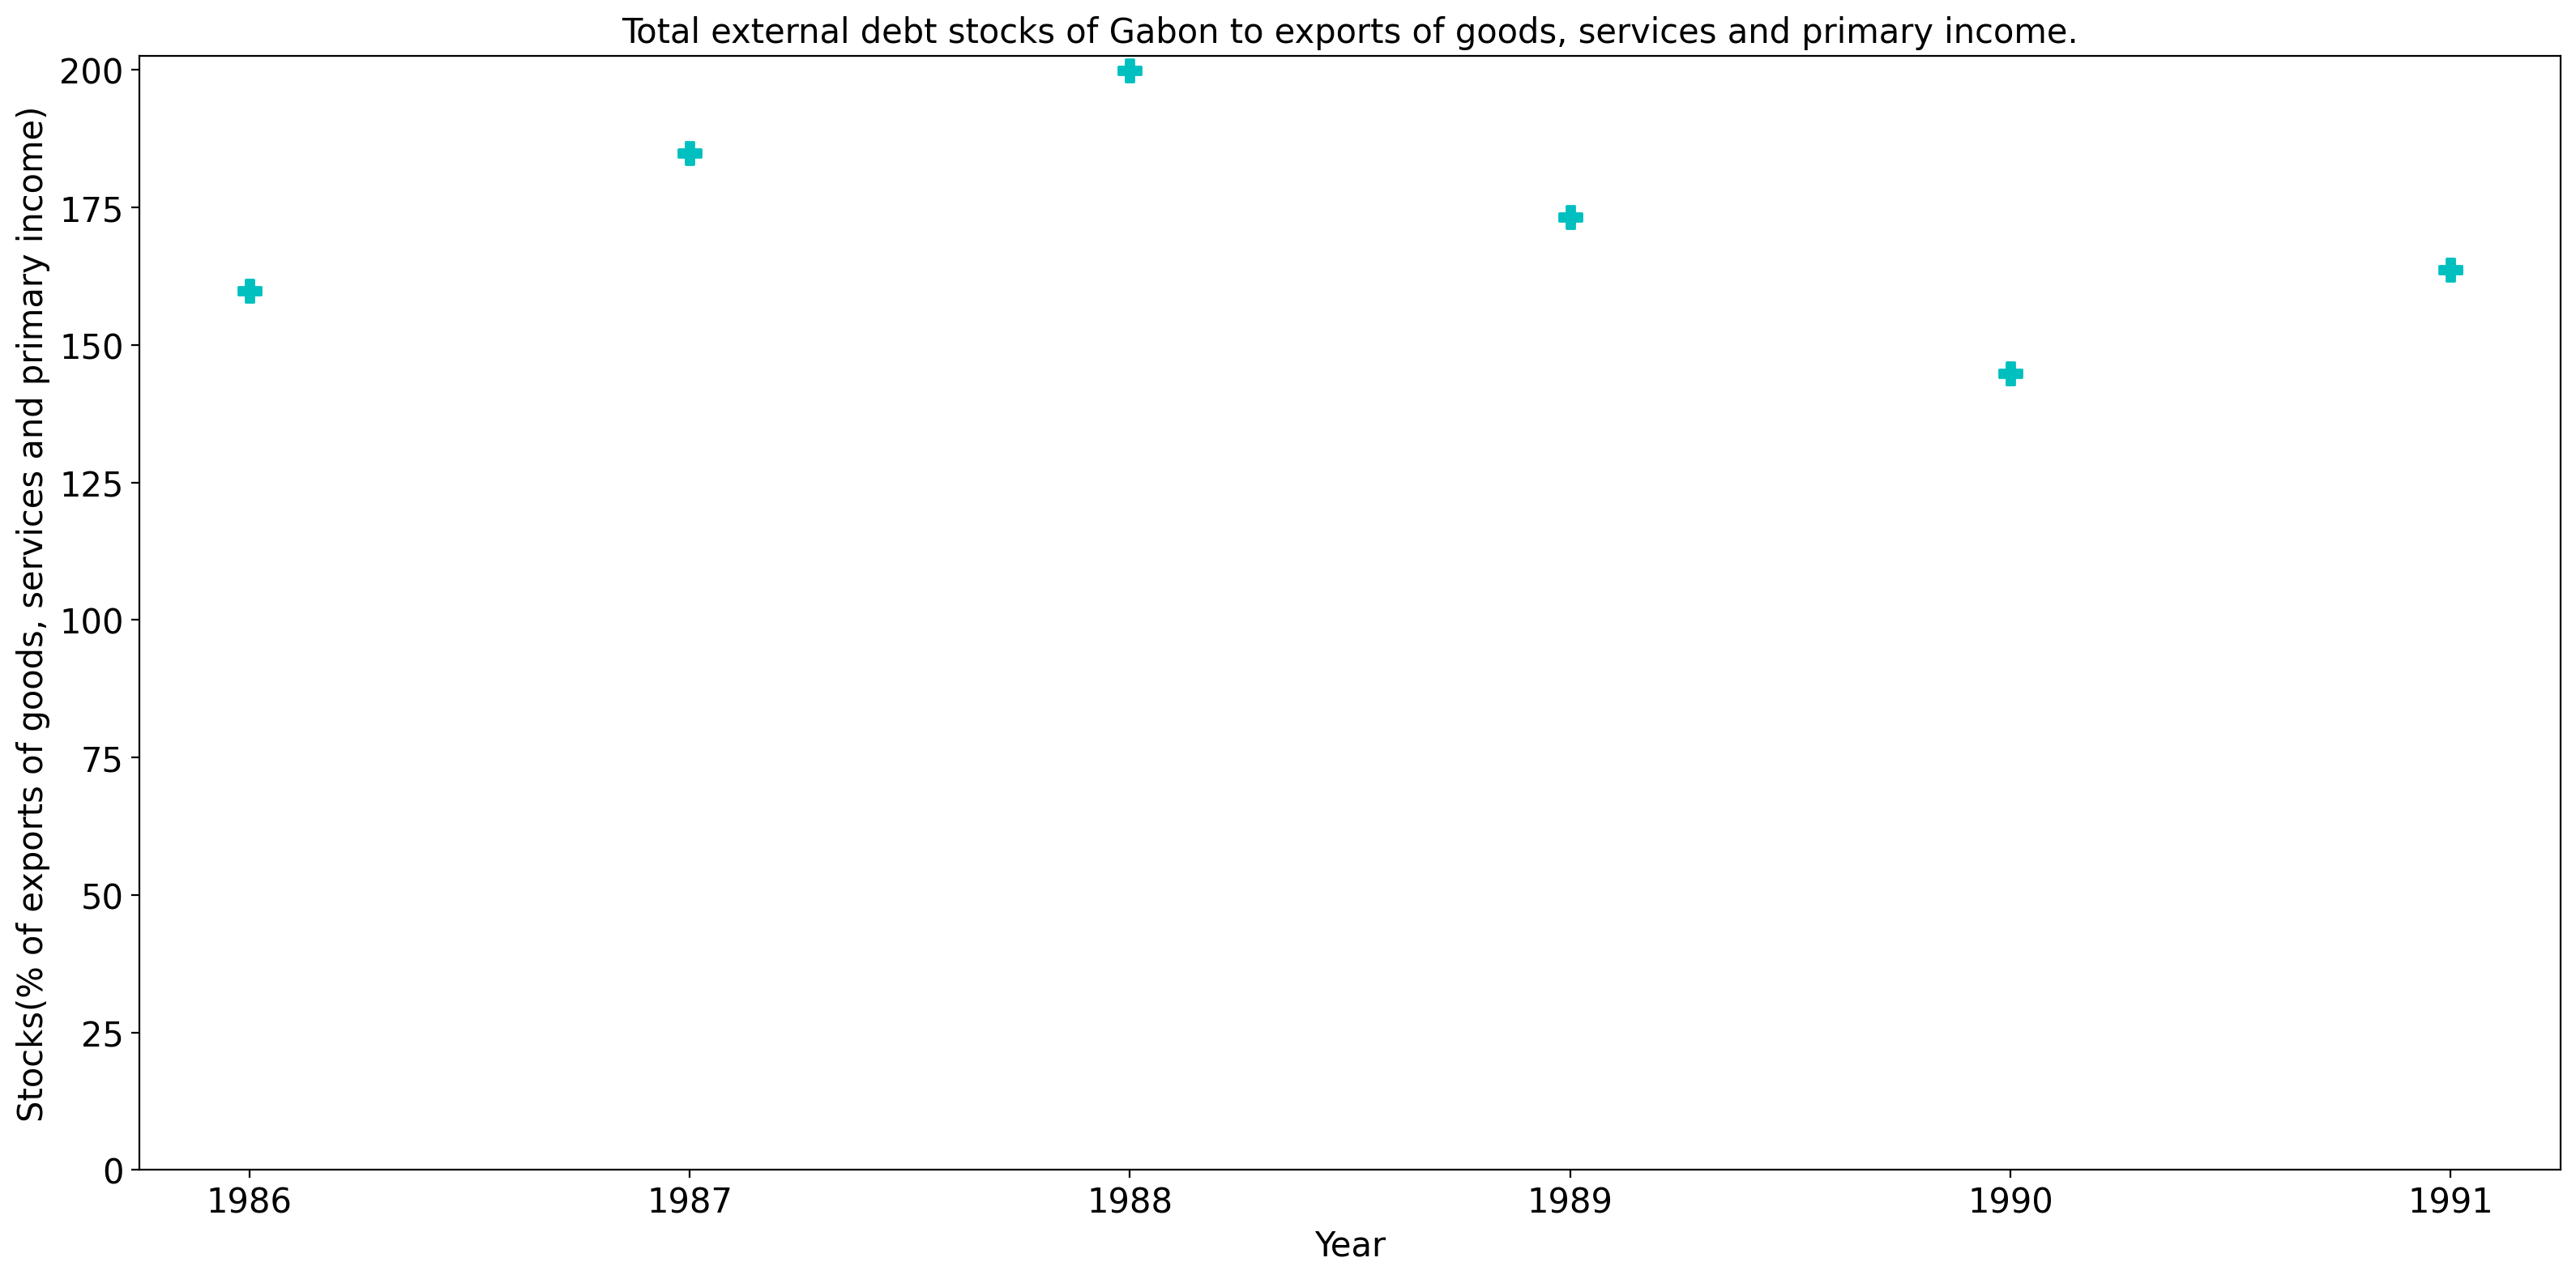 Total external debt stocks of Gabon to exports of goods, services and primary income.
Stocks(% of exports of goods, services and primary income)
200
175
150
125
100
75
50
25
0
1986 1987 1988 1989 1990 1991
Year